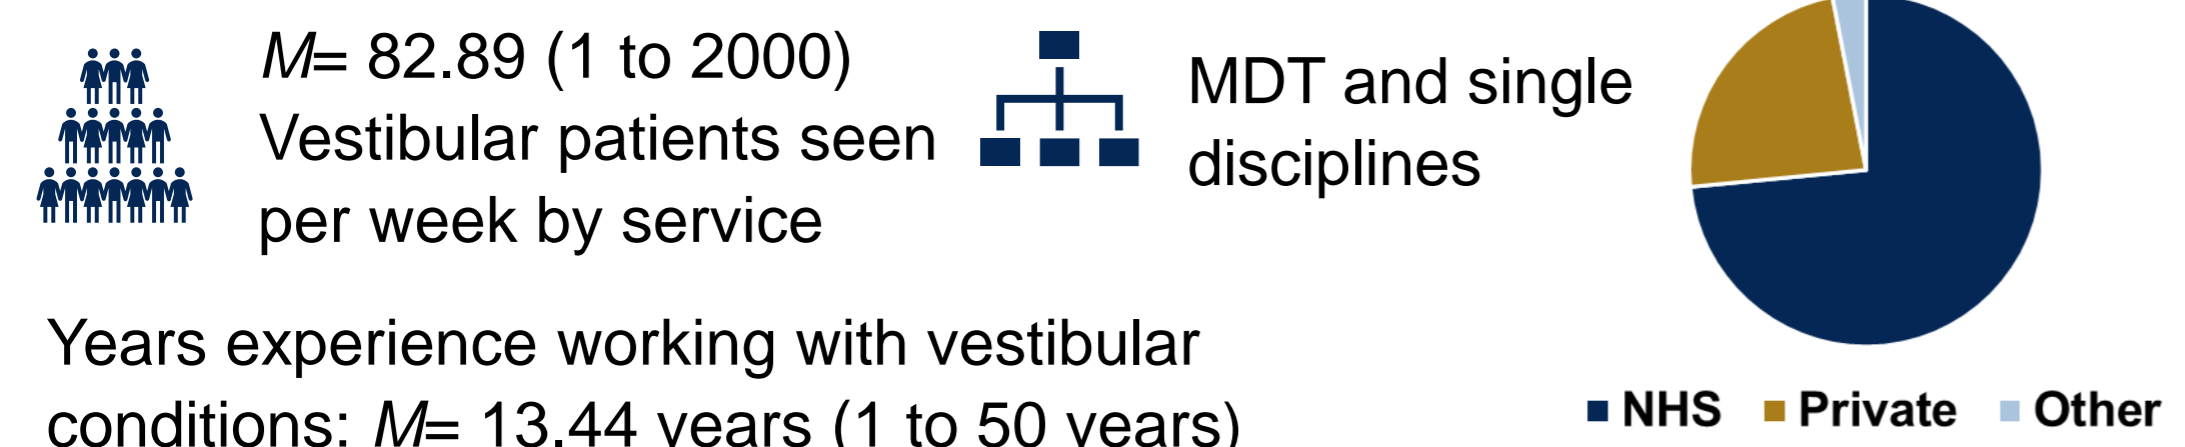 M= 82.89 (1 to 2000)
Vestibular patients seen
per week by service
MDT and single
disciplines
Years experience working with vestibular
conditions: M= 13.44 years (1 to 50 years)
NHS Private Other